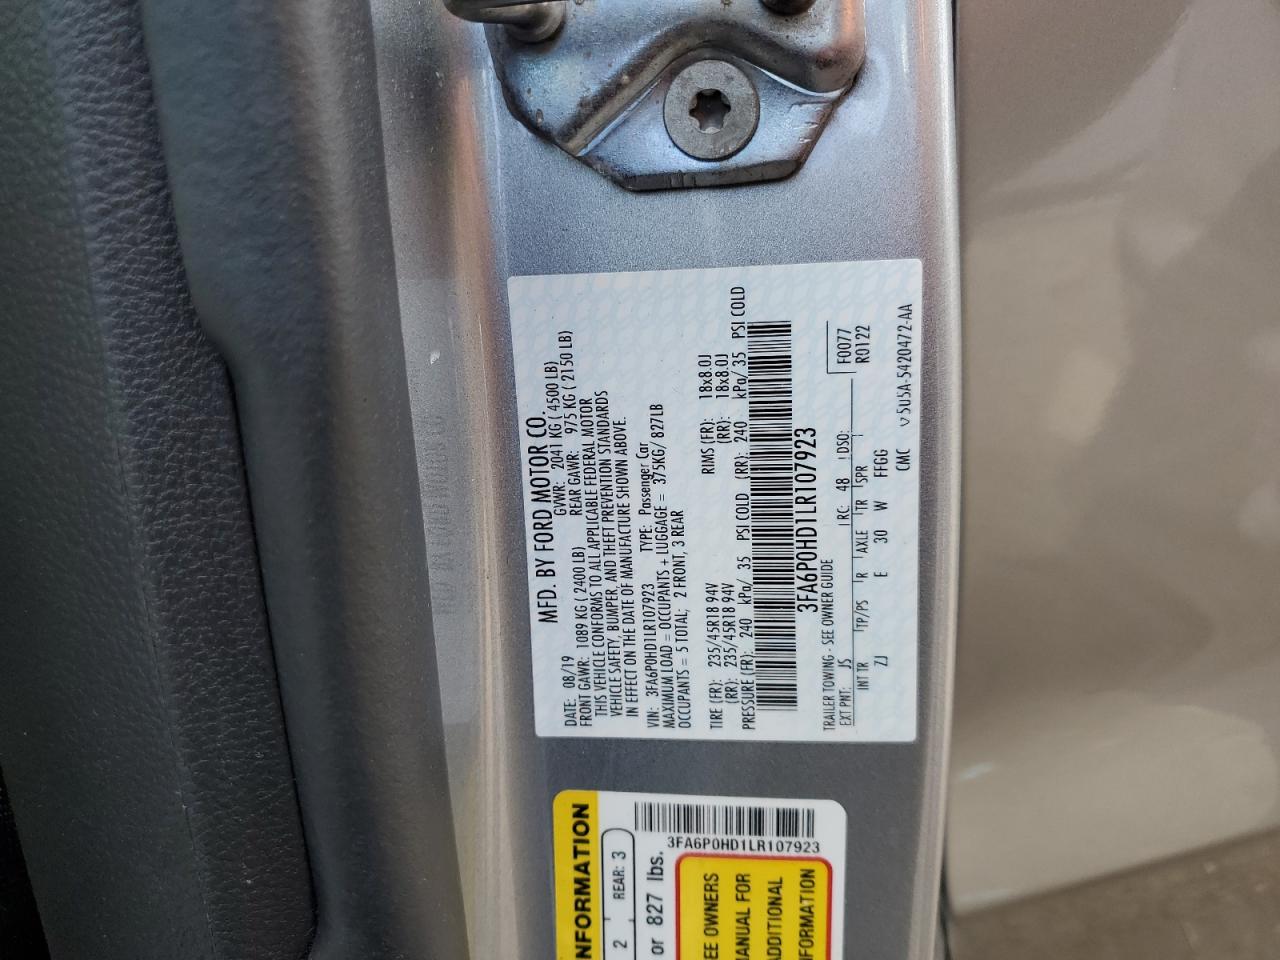 MFD. BY FORD MOTOR CO.
DATE: 08/19 GVWR: 2041 KG ( 4500 LB)
FRONT GAWR: 1089 KG ( 2400 LB) REAR GAWR: 975 KG ( 2150 LB)
THIS VEHICLE CONFORMS TO ALL APPLICABLE FEDERAL MOTOR
VEHICLE SAFETY, BUMPER, AND THEFT PREVENTION STANDARDS
IN EFFECT ON THE DATE OF MANUFACTURE SHOWN ABOVE.
VIN: 3FA6P0HD1LR107923 TYPE: Passenger Car
MAXIMUM LOAD = OCCUPANTS + LUGGAGE = 375KG/ 827LB
OCCUPANTS = 5 TOTAL; 2 FRONT, 3 REAR
TIRE (FR): 235/45R18 94V RIMS (FR): 18x8.0J
(RR): 235/45R18 94V (RR): 18x8.0J
PRESSURE (FR): 240 kPa/ 35 PSI COLD (RR): 240 kPa/ 35 PSI COLD
3FA6P0HD1LR107923
TRAILER TOWING - SEE OWNER GUIDE
EXT PNT: JS RC: 48 DSO: F0077
INT TR TP/PS R AXLE TR SPR R0122
ZJ E 30 W FFGG
CMC 5U5A-5420472-AA
NFORMATION
2 REAR: 3
or 827 lbs.
3FA6P0HD1LR107923
EE OWNERS
ANUAL FOR
ADDITIONAL
NFORMATION